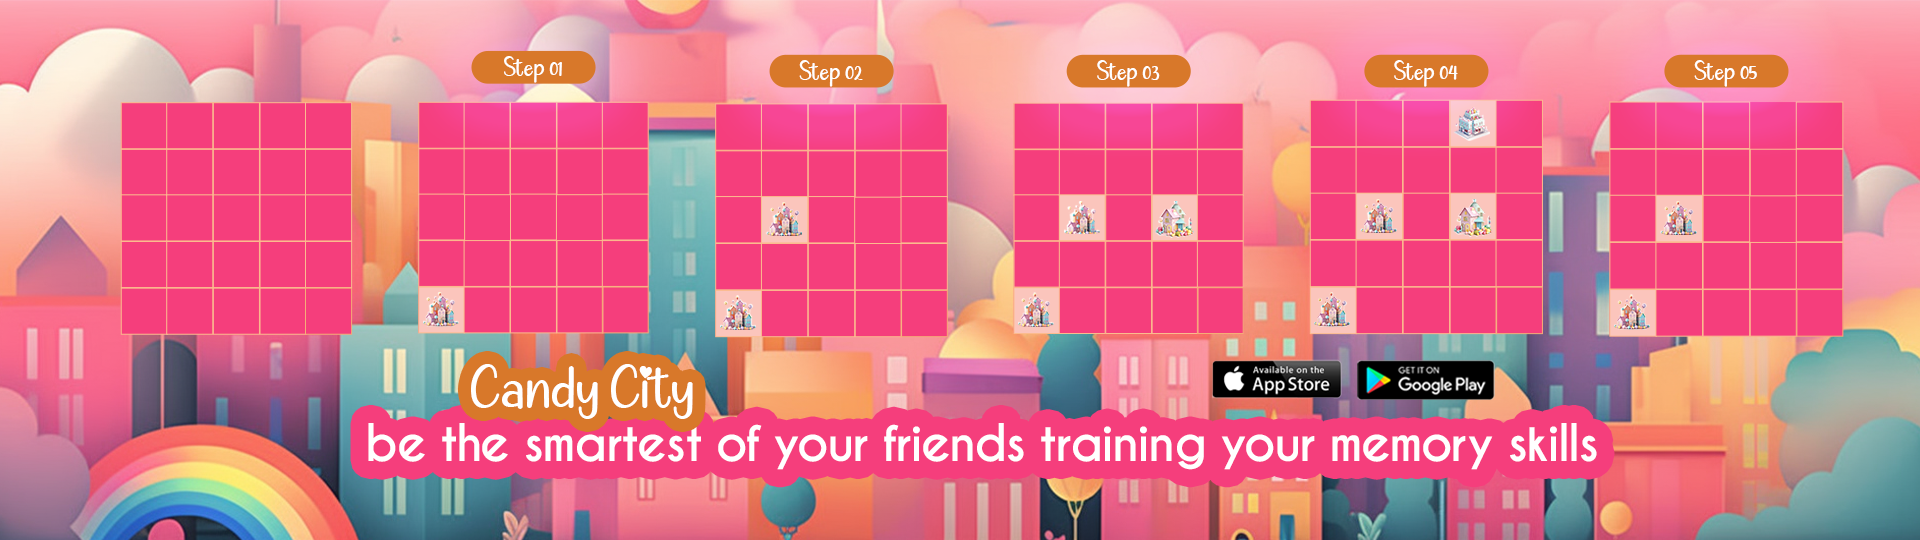 Step 01
Step 02
Step 03
Step 04
Step 05
Candy City
Available on the
App Store
GET IT ON
Google Play
be the smartest of your friends training your memory skills